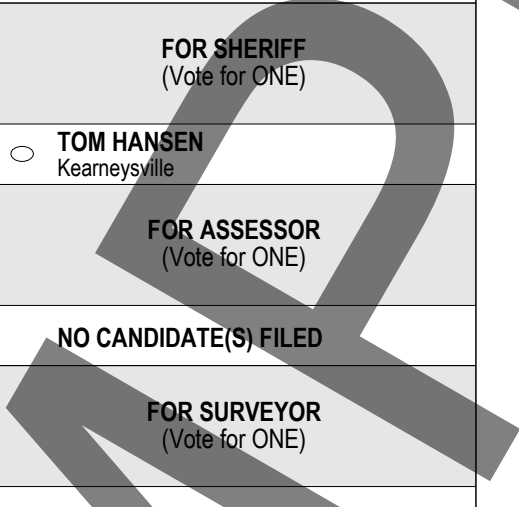 FOR SHERIFF
(Vote for ONE)
TOM HANSEN
Kearneysville
FOR ASSESSOR
(Vote for ONE)
NO CANDIDATE(S) FILED
FOR SURVEYOR
(Vote for ONE)